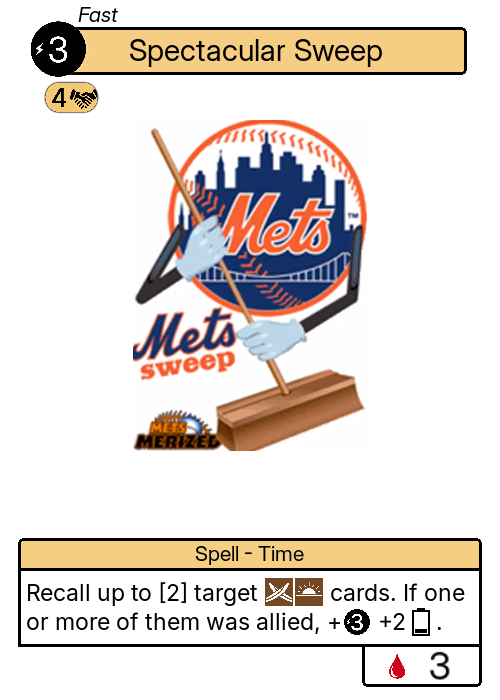 Fast
3
Spectacular Sweep
4
Mets
TM
Mets
sweep
METS
MERIZED
Spell - Time
Recall up to [2] target cards. If one
or more of them was allied, +3 +2 .
3